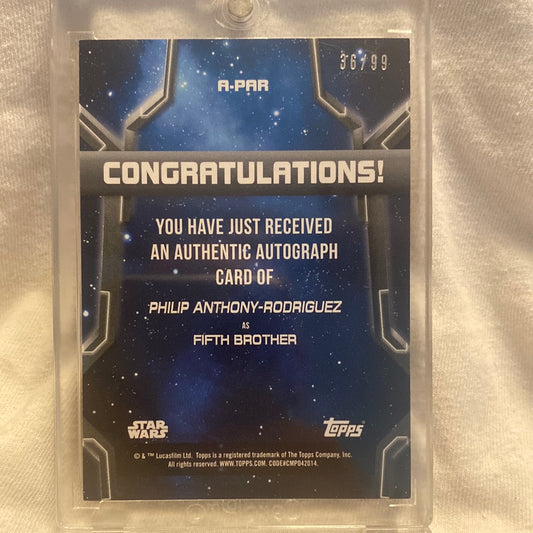 36/99
A-PAR
CONGRATULATIONS!
YOU HAVE JUST RECEIVED
AN AUTHENTIC AUTOGRAPH
CARD OF
PHILIP ANTHONY-RODRIGUEZ
AS
FIFTH BROTHER
STAR
WARS
TOPPS
© & ™ Lucasfilm Ltd. Topps is a registered trademark of The Topps Company, Inc.
All rights reserved. WWW.TOPPS.COM. CODE#CMP042014.